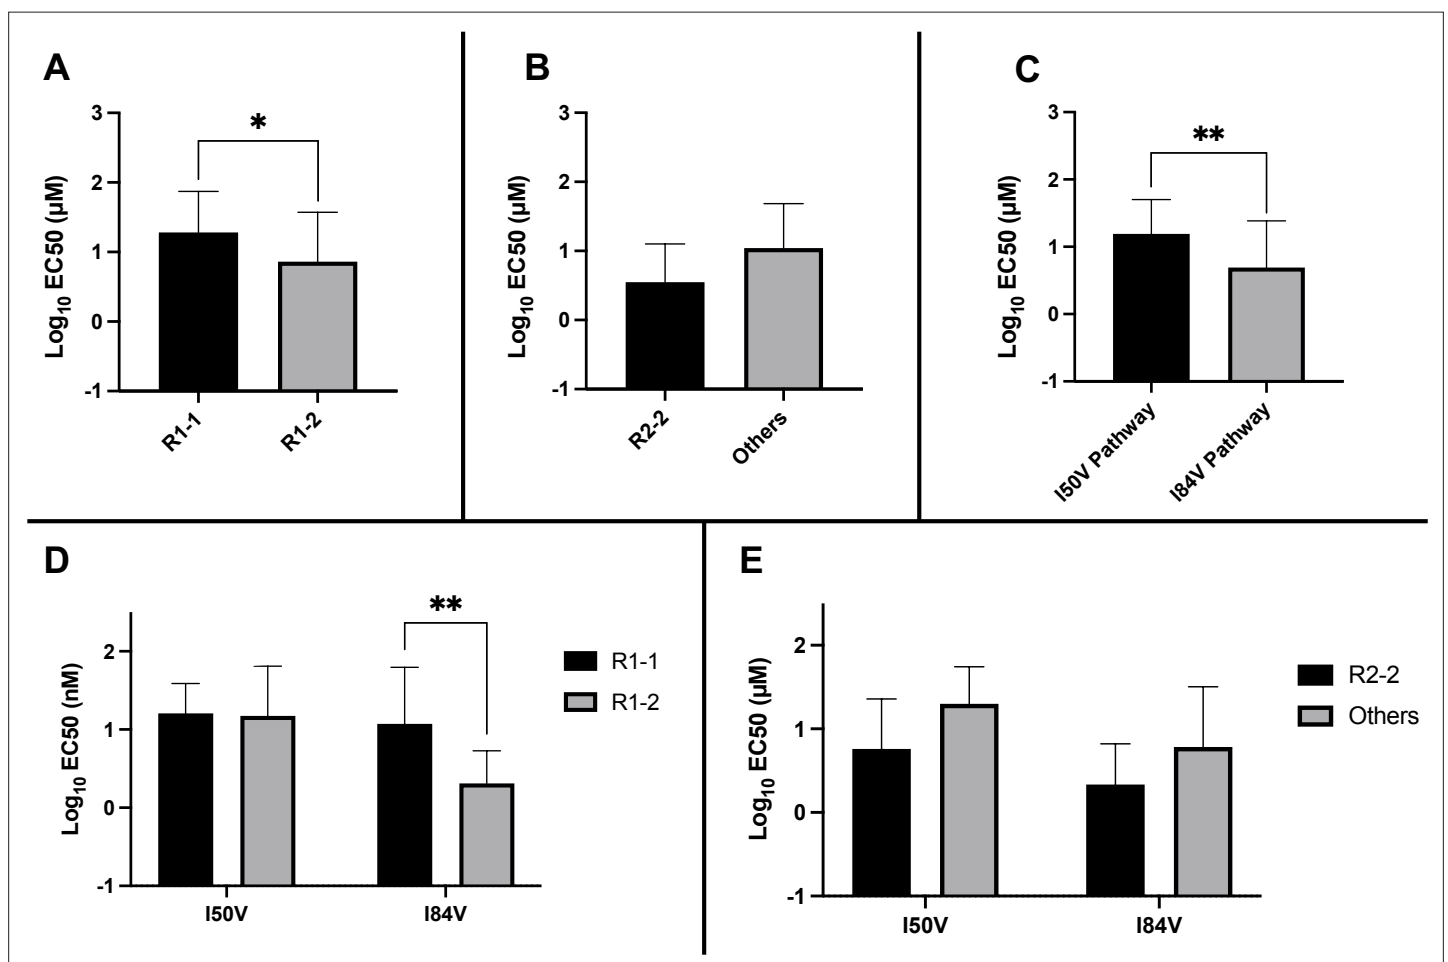 A
3
2
1
0
-1
Log10 EC50 (µM)
*
R1-1
R1-2
B
3
2
1
0
-1
Log10 EC50 (µM)
R2-2
Others
C
3
2
1
0
-1
Log10 EC50 (µM)
**
I50V Pathway
I84V Pathway
D
2
1
0
-1
Log10 EC50 (nM)
**
I50V
I84V
R1-1
R1-2
E
2
1
0
-1
Log10 EC50 (µM)
I50V
I84V
R2-2
Others